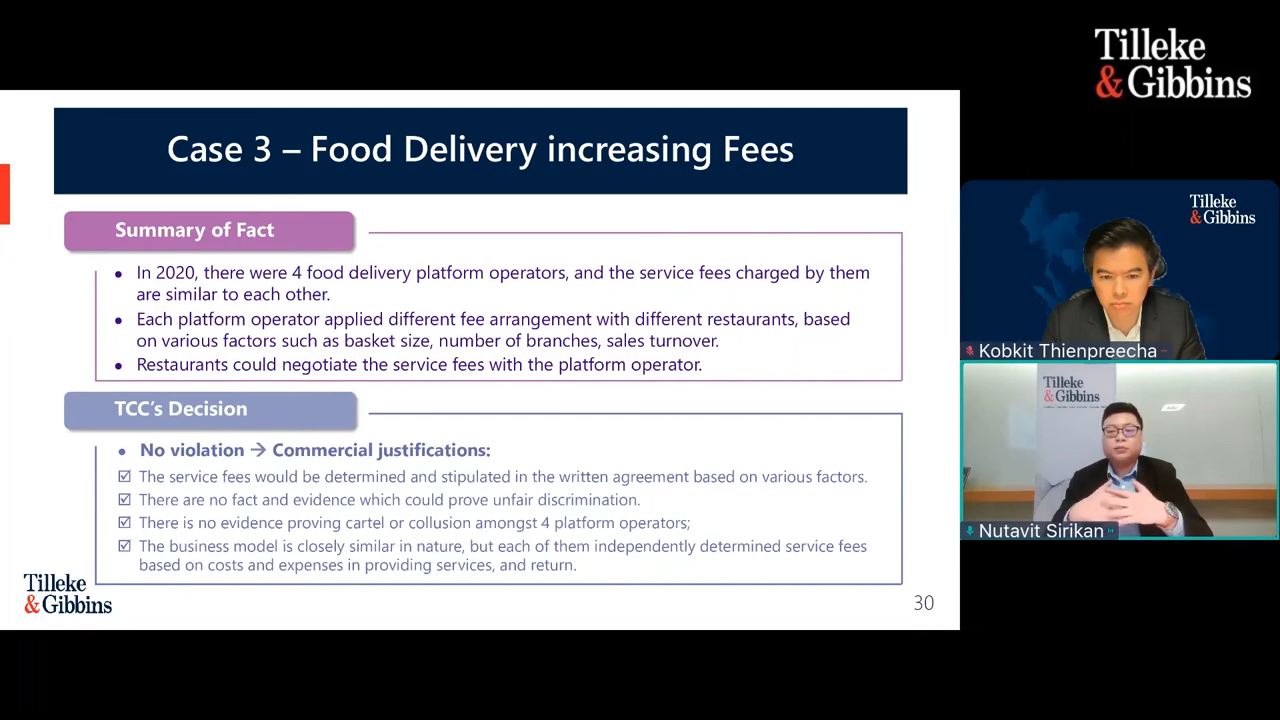 Tilleke
& Gibbins
Case 3 – Food Delivery increasing Fees
Summary of Fact
• In 2020, there were 4 food delivery platform operators, and the service fees charged by them
are similar to each other.
• Each platform operator applied different fee arrangement with different restaurants, based
on various factors such as basket size, number of branches, sales turnover.
• Restaurants could negotiate the service fees with the platform operator.
TCC's Decision
• No violation → Commercial justifications:
☑ The service fees would be determined and stipulated in the written agreement based on various factors.
☑ There are no fact and evidence which could prove unfair discrimination.
☑ There is no evidence proving cartel or collusion amongst 4 platform operators;
☑ The business model is closely similar in nature, but each of them independently determined service fees
based on costs and expenses in providing services, and return.
Tilleke
& Gibbins
30
Tilleke
& Gibbins
Kobkit Thienpreecha
Tilleke
& Gibbins
Nutavit Sirikan